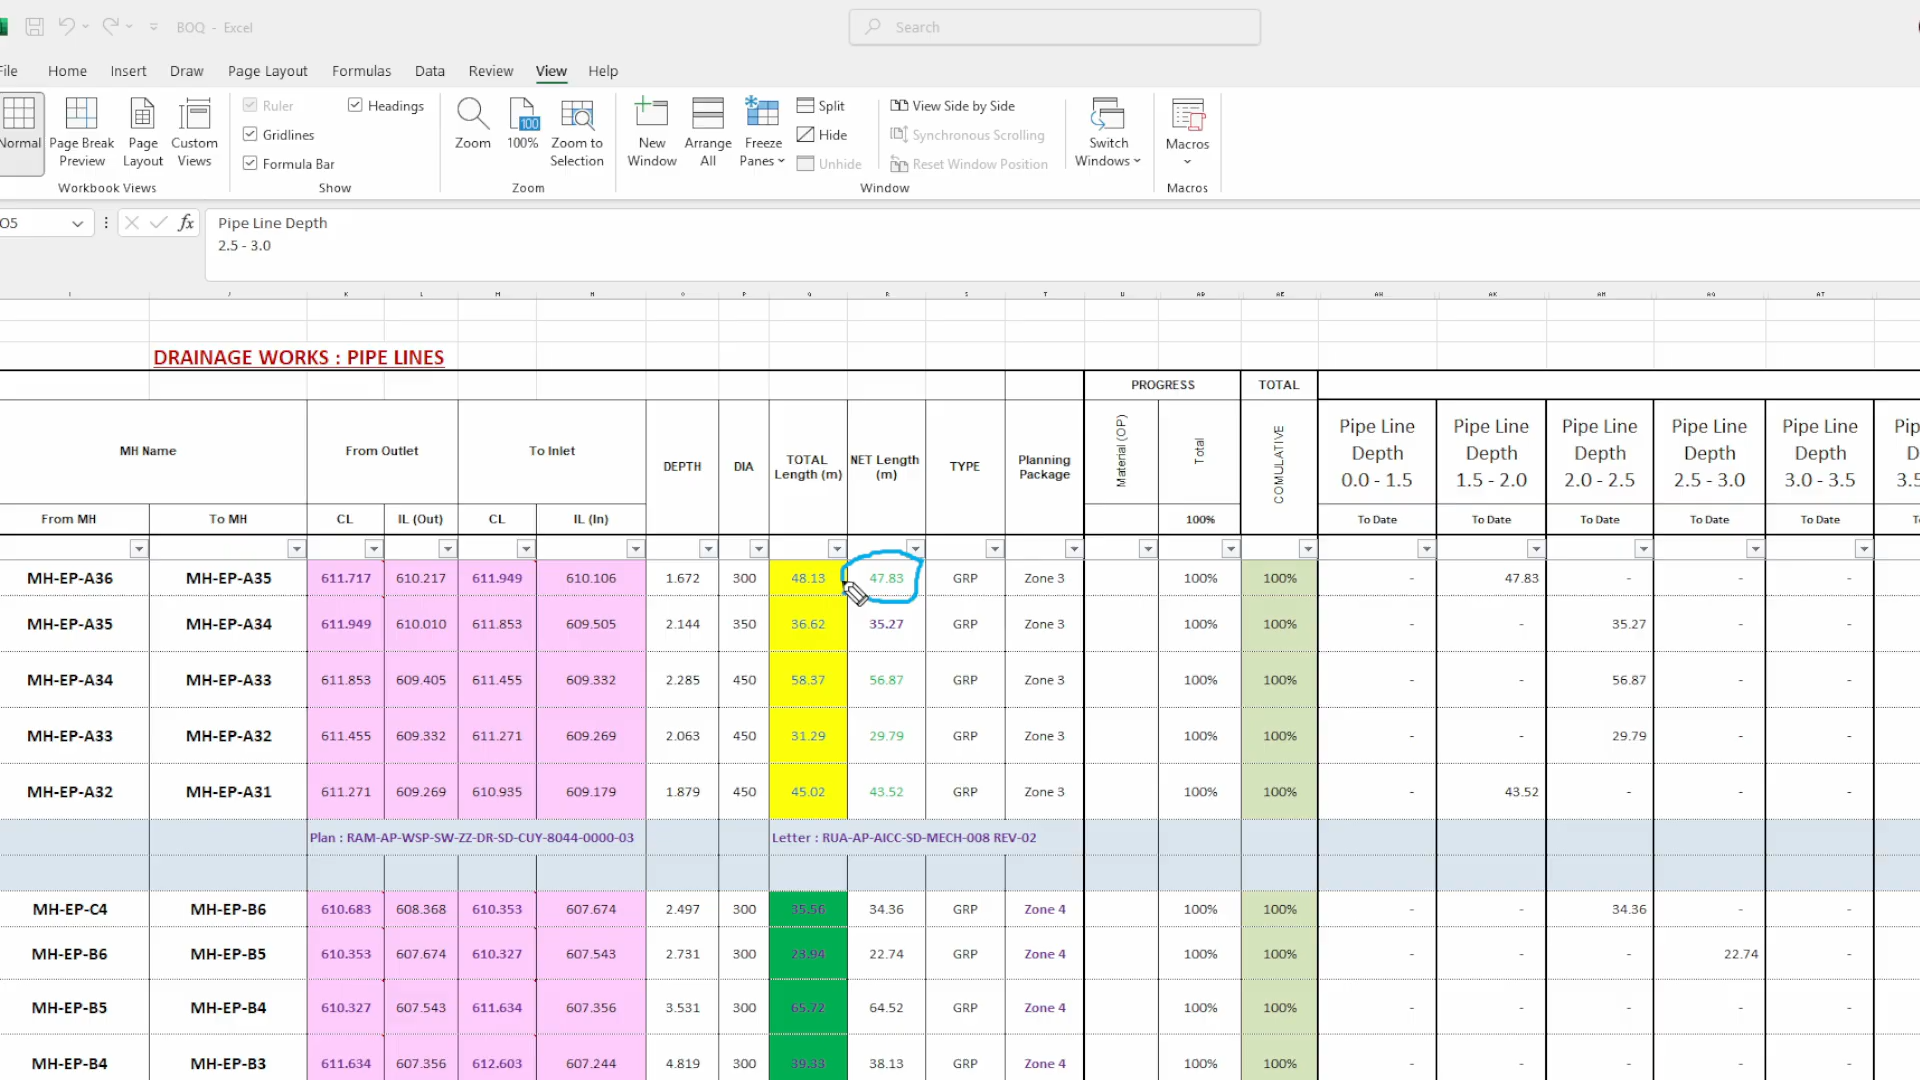 BOQ - Excel
Search
File Home Insert Draw Page Layout Formulas Data Review View Help
Normal
Page Break Preview
Page Layout
Custom Views
Workbook Views
Ruler
Headings
Gridlines
Formula Bar
Show
Zoom
100
100%
Zoom to Selection
Zoom
New Window
Arrange All
Freeze Panes
Split
Hide
Unhide
View Side by Side
Synchronous Scrolling
Reset Window Position
Window
Switch Windows
Macros
Macros
O5
fx
Pipe Line Depth
2.5 - 3.0
DRAINAGE WORKS : PIPE LINES
PROGRESS TOTAL
MH Name From Outlet To Inlet DEPTH DIA TOTAL Length (m) NET Length (m) TYPE Planning Package Material (OP) Total COMULATIVE
Pipe Line Depth 0.0 - 1.5
Pipe Line Depth 1.5 - 2.0
Pipe Line Depth 2.0 - 2.5
Pipe Line Depth 2.5 - 3.0
Pipe Line Depth 3.0 - 3.5
From MH To MH CL IL (Out) CL IL (In) 100% To Date To Date To Date To Date To Date
MH-EP-A36 MH-EP-A35 611.717 610.217 611.949 610.106 1.672 300 48.13 47.83 GRP Zone 3 100% 100% - 47.83 - - -
MH-EP-A35 MH-EP-A34 611.949 610.010 611.853 609.505 2.144 350 36.62 35.27 GRP Zone 3 100% 100% - - 35.27 - -
MH-EP-A34 MH-EP-A33 611.853 609.405 611.455 609.332 2.285 450 58.37 56.87 GRP Zone 3 100% 100% - - 56.87 - -
MH-EP-A33 MH-EP-A32 611.455 609.332 611.271 609.269 2.063 450 31.29 29.79 GRP Zone 3 100% 100% - - 29.79 - -
MH-EP-A32 MH-EP-A31 611.271 609.269 610.935 609.179 1.879 450 45.02 43.52 GRP Zone 3 100% 100% - 43.52 - - -
Plan : RAM-AP-WSP-SW-ZZ-DR-SD-CUY-8044-0000-03 Letter : RUA-AP-AICC-SD-MECH-008 REV-02
MH-EP-C4 MH-EP-B6 610.683 608.368 610.353 607.674 2.497 300 35.56 34.36 GRP Zone 4 100% 100% - - 34.36 - -
MH-EP-B6 MH-EP-B5 610.353 607.674 610.327 607.543 2.731 300 23.94 22.74 GRP Zone 4 100% 100% - - - 22.74 -
MH-EP-B5 MH-EP-B4 610.327 607.543 611.634 607.356 3.531 300 65.72 64.52 GRP Zone 4 100% 100% - - - - -
MH-EP-B4 MH-EP-B3 611.634 607.356 612.603 607.244 4.819 300 39.33 38.13 GRP Zone 4 100% 100% - - - - -